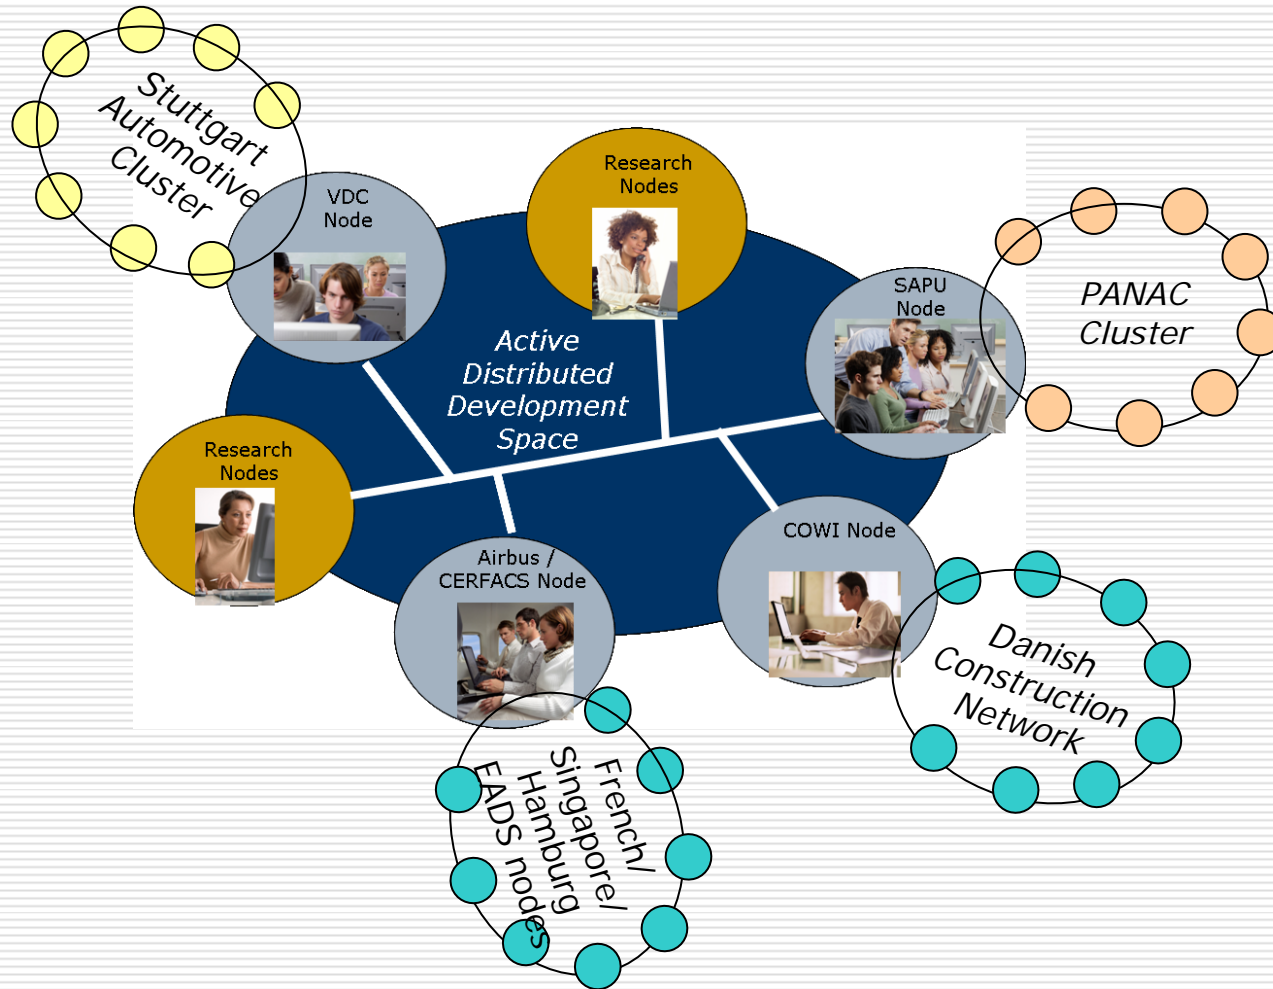 Stuttgart
Automotive
Cluster
VDC
Node
Research
Nodes
SAPU
Node
PANAC
Cluster
Active
Distributed
Development
Space
Research
Nodes
Airbus /
CERFACS Node
COWI Node
Danish
Construction
Network
French/
Singapore/
Hamburg
EADS nodes